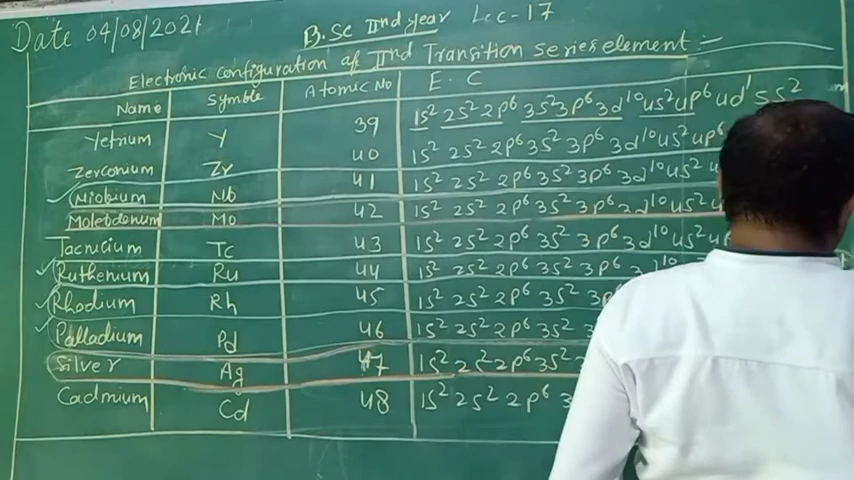 Date 04/08/2021
B.Sc IInd year Lec-17
Electronic configuration of IInd Transition series element :-
Name Symble Atomic No E.C
Yetrium Y 39 1s² 2s² 2p⁶ 3s² 3p⁶ 3d¹⁰ 4s² 4p⁶ 4d¹ 5s²
Zerconium Zr 40 1s² 2s² 2p⁶ 3s² 3p⁶ 3d¹⁰ 4s² 4p⁶
Niobium Nb 41 1s² 2s² 2p⁶ 3s² 3p⁶ 3d¹⁰ 4s²
Molebdonum Mo 42 1s² 2s² 2p⁶ 3s² 3p⁶ 3d¹⁰ 4s²
Tacnicium Tc 43 1s² 2s² 2p⁶ 3s² 3p⁶ 3d¹⁰ 4s²
Ruthenium Ru 44 1s² 2s² 2p⁶ 3s² 3p⁶
Rhodium Rh 45 1s² 2s² 2p⁶ 3s²
Palladium Pd 46 1s² 2s² 2p⁶ 3s²
Silver Ag 47 1s² 2s² 2p⁶ 3s²
Cadmium Cd 48 1s² 2s² 2p⁶